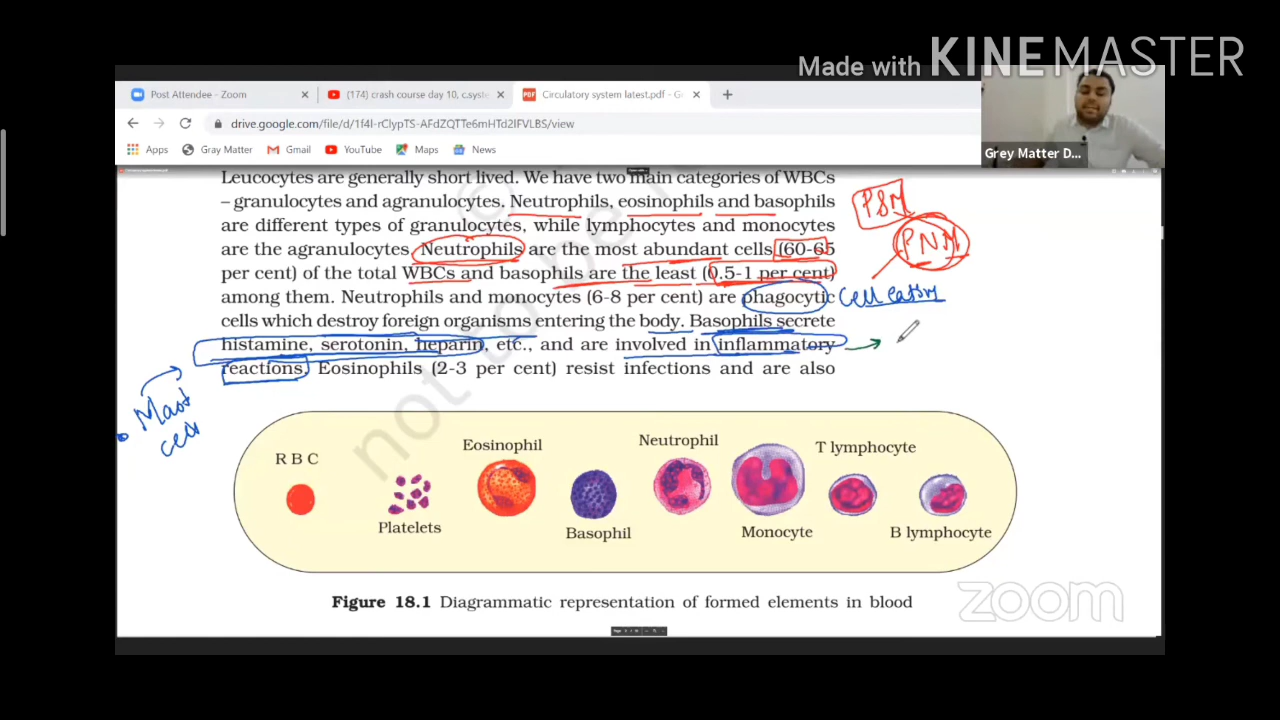 Made with KINEMASTER
Post Attendee - Zoom
(174) crash course day 10, c.syste
Circulatory system latest.pdf - G
drive.google.com/file/d/1f4I-rClypTS-AFdZQTTe6mHTd2lFVLBS/view
Apps Gray Matter Gmail YouTube Maps News
Grey Matter D...
Leucocytes are generally short lived. We have two main categories of WBCs
– granulocytes and agranulocytes. Neutrophils, eosinophils and basophils
are different types of granulocytes, while lymphocytes and monocytes
are the agranulocytes. Neutrophils are the most abundant cells (60-65
per cent) of the total WBCs and basophils are the least (0.5-1 per cent)
among them. Neutrophils and monocytes (6-8 per cent) are phagocytic
cells which destroy foreign organisms entering the body. Basophils secrete
histamine, serotonin, heparin, etc., and are involved in inflammatory
reactions. Eosinophils (2-3 per cent) resist infections and are also
PNM
Cell eating
Mast
cells
not to be
R B C
Platelets
Eosinophil
Basophil
Neutrophil
Monocyte
T lymphocyte
B lymphocyte
Figure 18.1 Diagrammatic representation of formed elements in blood
zoom